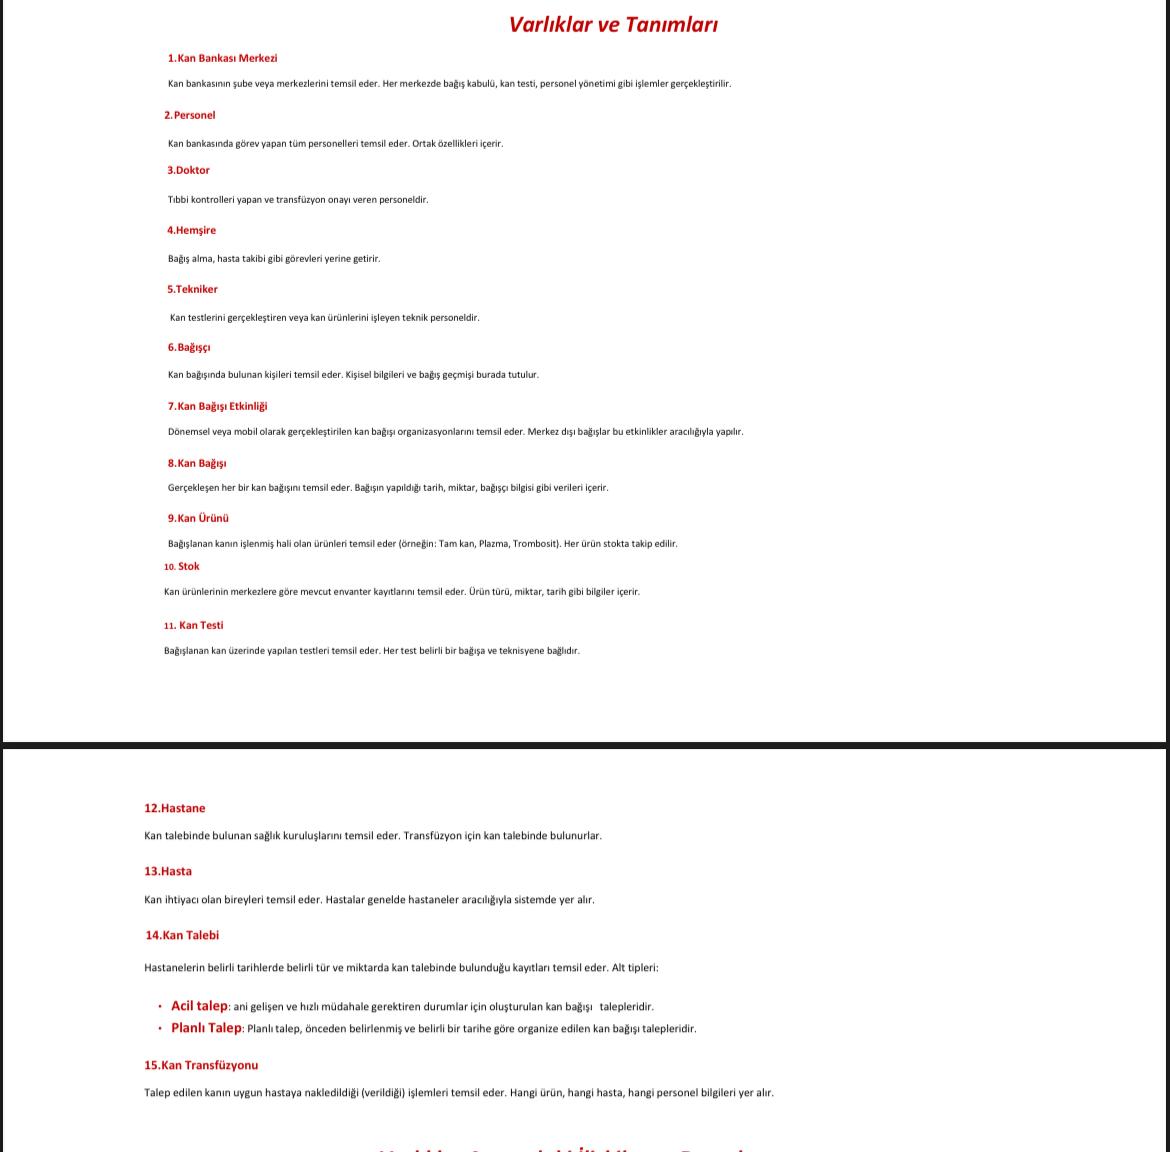 Varlıklar ve Tanımları
1.Kan Bankası Merkezi
Kan bankasının şube veya merkezlerini temsil eder. Her merkezde bağış kabulü, kan testi, personel yönetimi gibi işlemler gerçekleştirilir.
2.Personel
Kan bankasında görev yapan tüm personelleri temsil eder. Ortak özellikleri içerir.
3.Doktor
Tıbbi kontrolleri yapan ve transfüzyon onayı veren personeldir.
4.Hemşire
Bağış alma, hasta takibi gibi görevleri yerine getirir.
5.Tekniker
Kan testlerini gerçekleştiren veya kan ürünlerini işleyen teknik personeldir.
6.Bağışçı
Kan bağışında bulunan kişileri temsil eder. Kişisel bilgileri ve bağış geçmişi burada tutulur.
7.Kan Bağışı Etkinliği
Dönemsel veya mobil olarak gerçekleştirilen kan bağışı organizasyonlarını temsil eder. Merkez dışı bağışlar bu etkinlikler aracılığıyla yapılır.
8.Kan Bağışı
Gerçekleşen her bir kan bağışını temsil eder. Bağışın yapıldığı tarih, miktar, bağışçı bilgisi gibi verileri içerir.
9.Kan Ürünü
Bağışlanan kanın işlenmiş hali olan ürünleri temsil eder (örneğin: Tam kan, Plazma, Trombosit). Her ürün stokta takip edilir.
10. Stok
Kan ürünlerinin merkezlere göre mevcut envanter kayıtlarını temsil eder. Ürün türü, miktar, tarih gibi bilgiler içerir.
11. Kan Testi
Bağışlanan kan üzerinde yapılan testleri temsil eder. Her test belirli bir bağışa ve teknisyene bağlıdır.
12.Hastane
Kan talebinde bulunan sağlık kuruluşlarını temsil eder. Transfüzyon için kan talebinde bulunurlar.
13.Hasta
Kan ihtiyacı olan bireyleri temsil eder. Hastalar genelde hastaneler aracılığıyla sistemde yer alır.
14.Kan Talebi
Hastanelerin belirli tarihlerde belirli tür ve miktarda kan talebinde bulunduğu kayıtları temsil eder. Alt tipleri:
• Acil talep: ani gelişen ve hızlı müdahale gerektiren durumlar için oluşturulan kan bağışı talepleridir.
• Planlı Talep: Planlı talep, önceden belirlenmiş ve belirli bir tarihe göre organize edilen kan bağışı talepleridir.
15.Kan Transfüzyonu
Talep edilen kanın uygun hastaya nakledildiği (verildiği) işlemleri temsil eder. Hangi ürün, hangi hasta, hangi personel bilgileri yer alır.